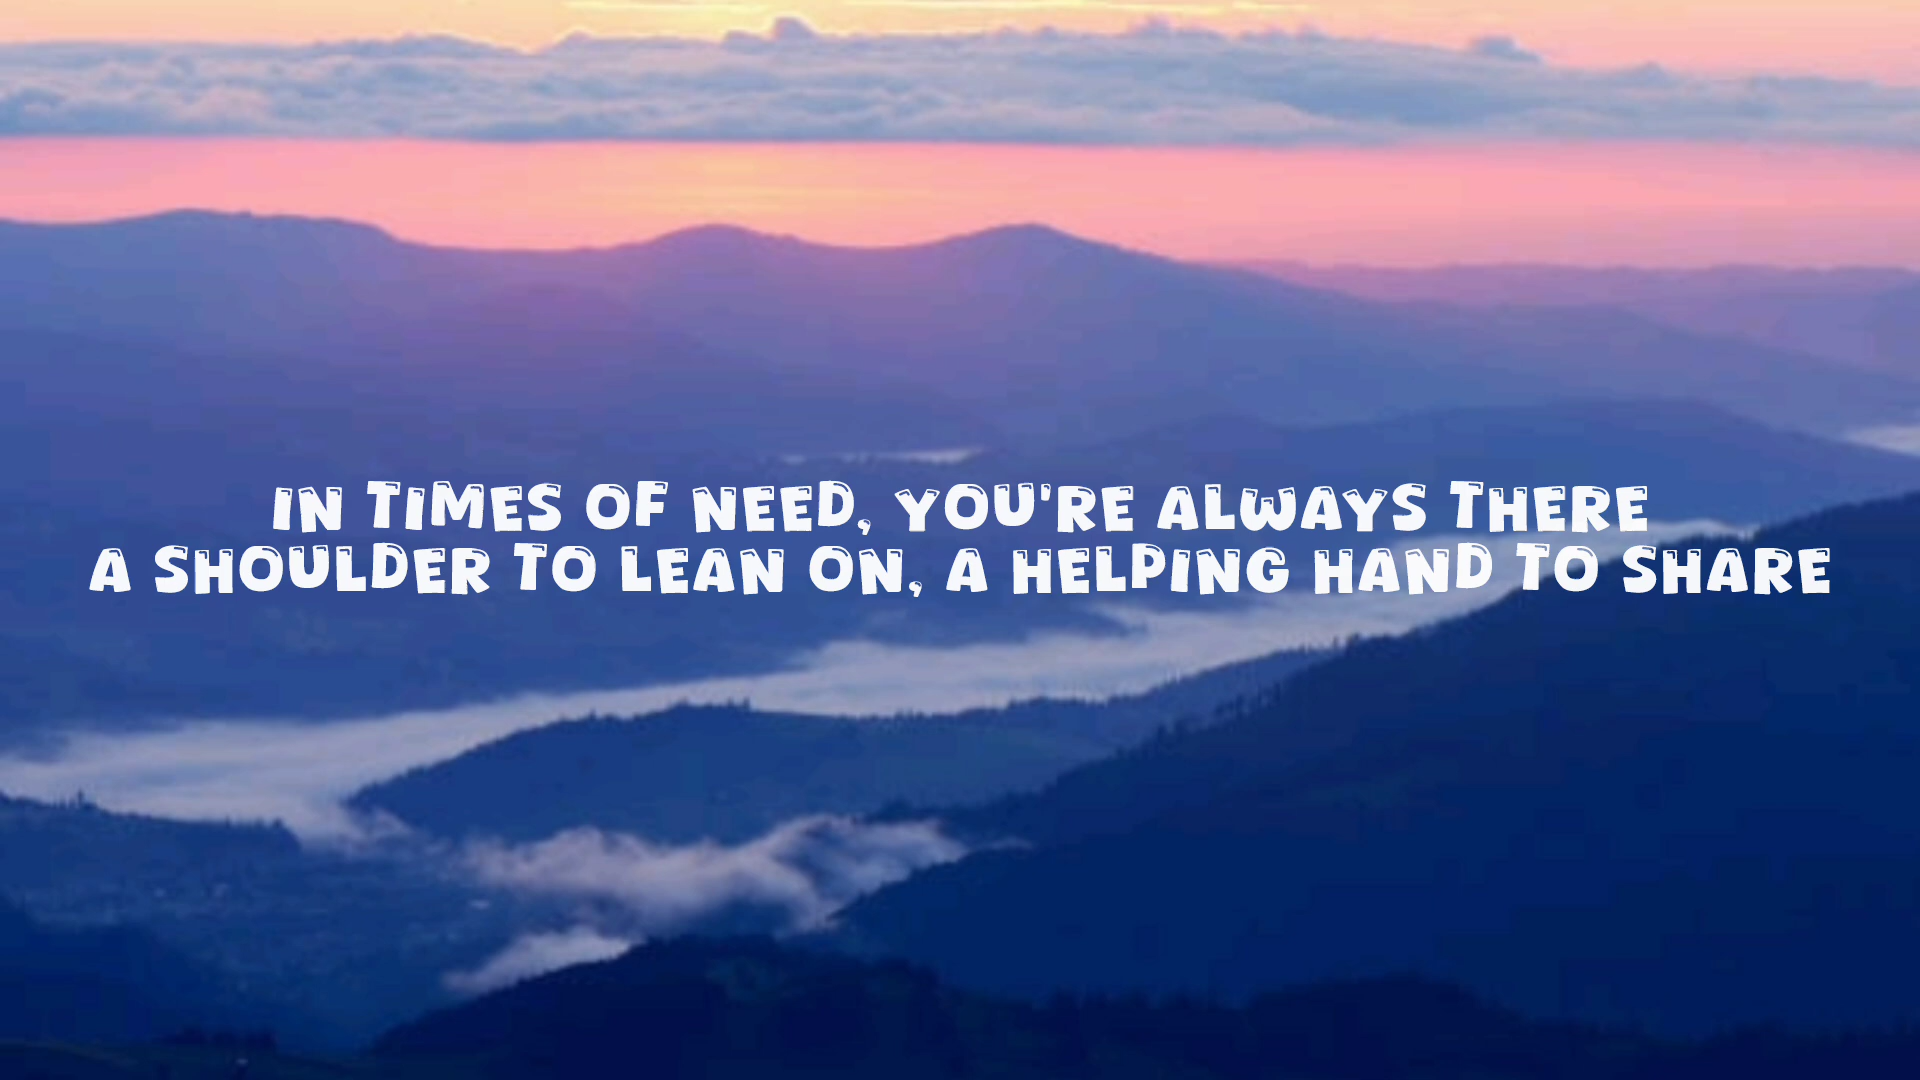 IN TIMES OF NEED, YOU'RE ALWAYS THERE
A SHOULDER TO LEAN ON, A HELPING HAND TO SHARE